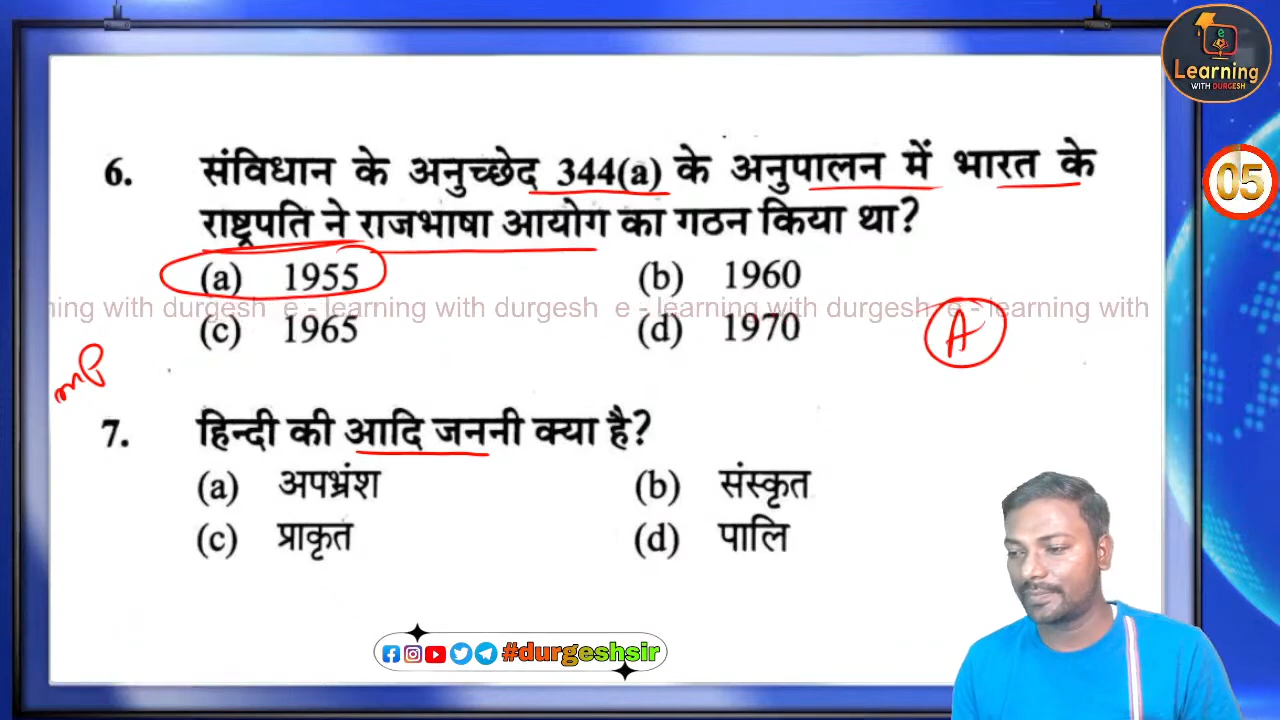 e
Learning
WITH DURGESH
05
6. संविधान के अनुच्छेद 344(a) के अनुपालन में भारत के
राष्ट्रपति ने राजभाषा आयोग का गठन किया था?
(a) 1955 (b) 1960
ning with durgesh e - learning with durgesh e - learning with durgesh e - learning with
(c) 1965 (d) 1970
A
7. हिन्दी की आदि जननी क्या है?
(a) अपभ्रंश (b) संस्कृत
(c) प्राकृत (d) पालि
#durgeshsir